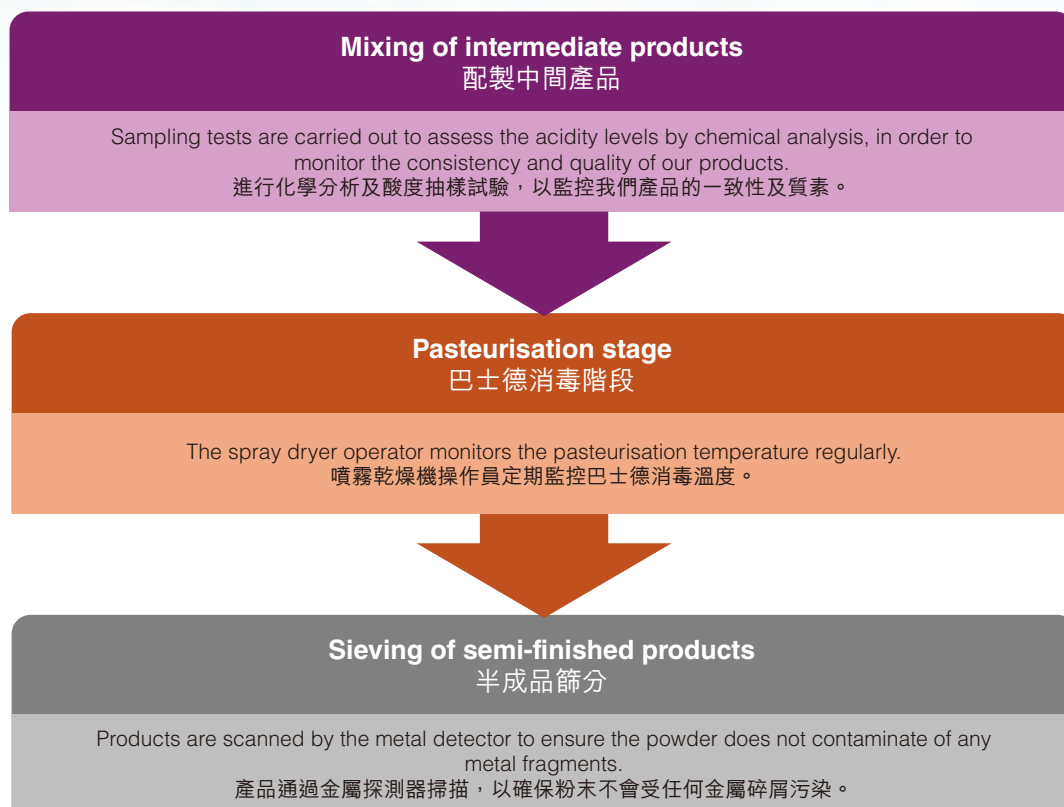 Mixing of intermediate products
配製中間產品
Sampling tests are carried out to assess the acidity levels by chemical analysis, in order to
monitor the consistency and quality of our products.
進行化學分析及酸度抽樣試驗，以監控我們產品的一致性及質素。
Pasteurisation stage
巴士德消毒階段
The spray dryer operator monitors the pasteurisation temperature regularly.
噴霧乾燥機操作員定期監控巴士德消毒溫度。
Sieving of semi-finished products
半成品篩分
Products are scanned by the metal detector to ensure the powder does not contaminate of any
metal fragments.
產品通過金屬探測器掃描，以確保粉末不會受任何金屬碎屑污染。